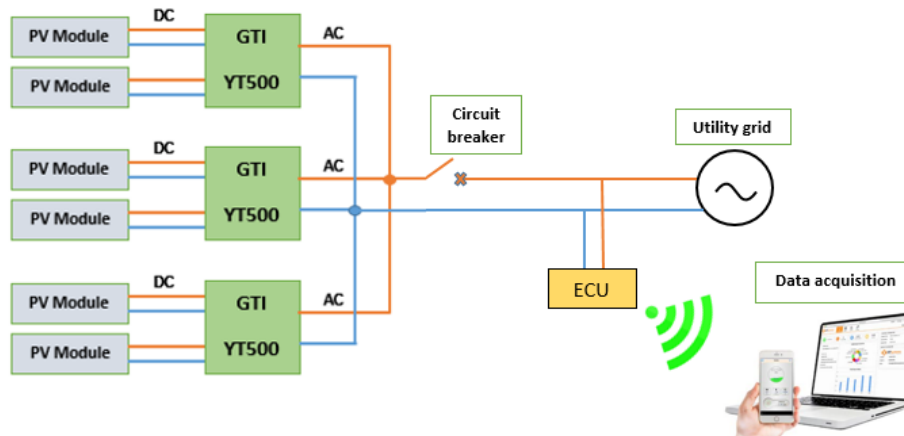 DC
PV Module
PV Module
GTI
YT500
AC
Circuit
breaker
Utility grid
DC
PV Module
PV Module
GTI
YT500
AC
DC
PV Module
PV Module
GTI
YT500
AC
ECU
Data acquisition